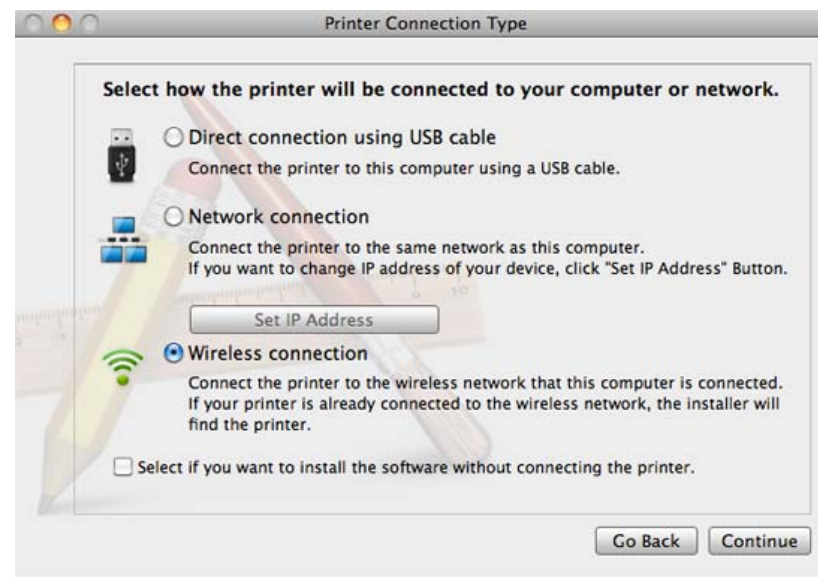 Printer Connection Type
Select how the printer will be connected to your computer or network.
Direct connection using USB cable
Connect the printer to this computer using a USB cable.
Network connection
Connect the printer to the same network as this computer.
If you want to change IP address of your device, click "Set IP Address" Button.
Set IP Address
Wireless connection
Connect the printer to the wireless network that this computer is connected.
If your printer is already connected to the wireless network, the installer will
find the printer.
Select if you want to install the software without connecting the printer.
Go Back
Continue